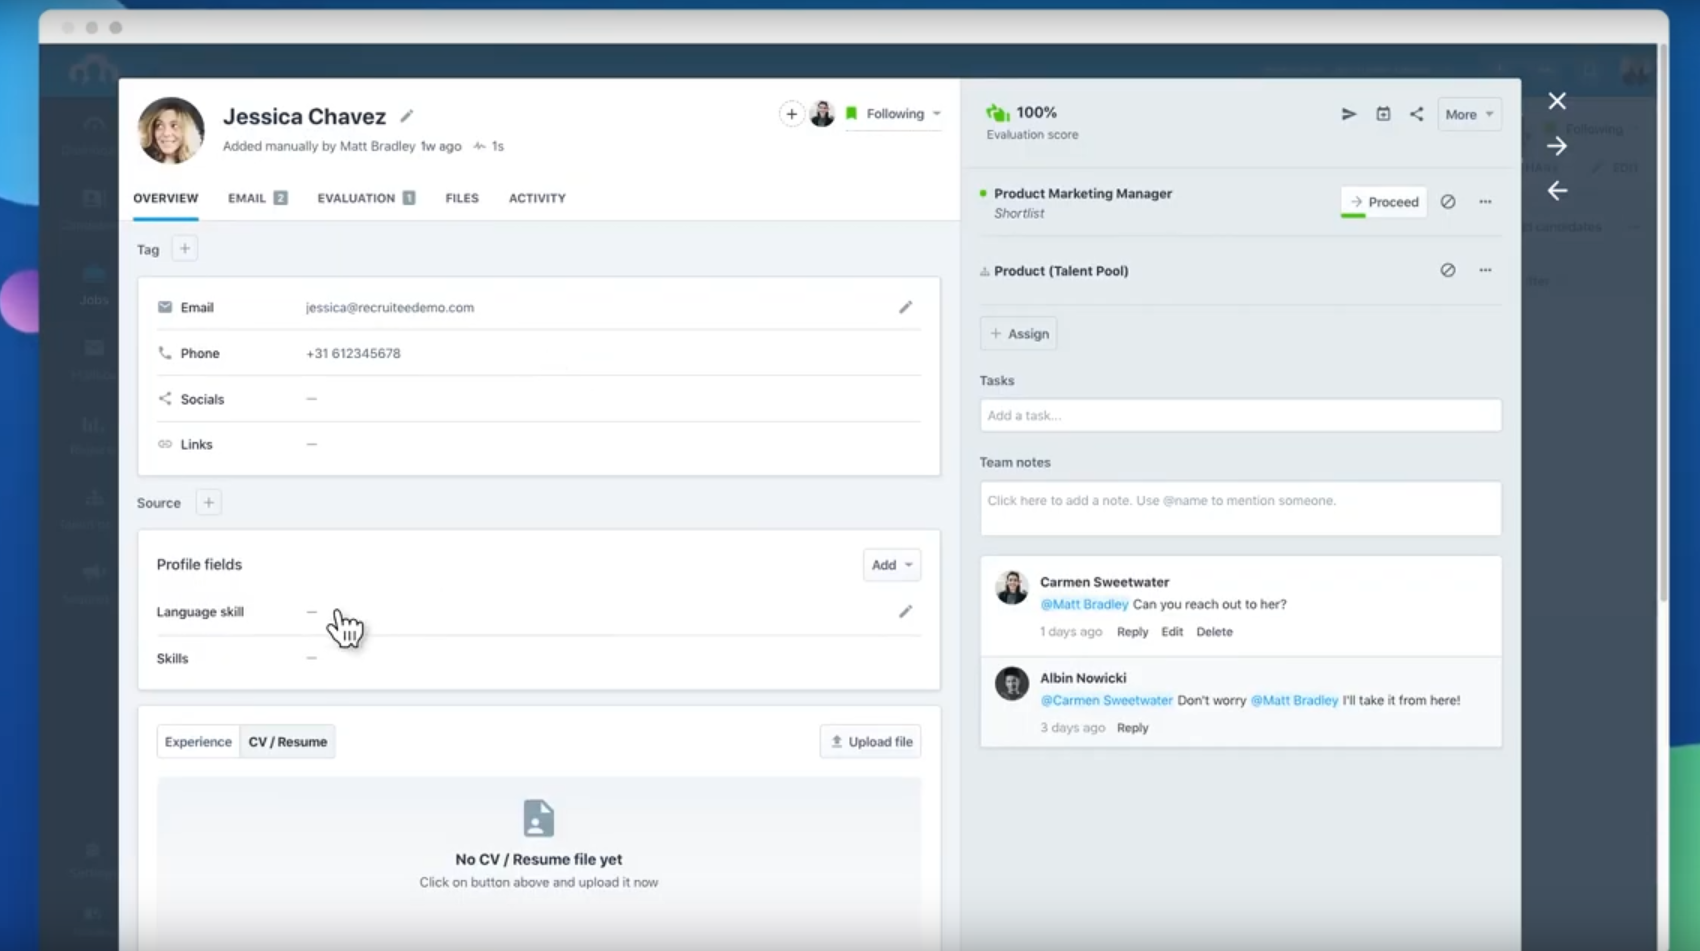 Jessica Chavez
Added manually by Matt Bradley 1w ago 1s
Following
OVERVIEW
EMAIL 2
EVALUATION 1
FILES
ACTIVITY
Tag
Email
jessica@recruiteedemo.com
Phone
+31 612345678
Socials
—
Links
—
Source
Profile fields
Add
Language skill
—
Skills
—
Experience
CV / Resume
Upload file
No CV / Resume file yet
Click on button above and upload it now
100%
Evaluation score
More
Product Marketing Manager
Shortlist
Proceed
Product (Talent Pool)
+ Assign
Tasks
Add a task...
Team notes
Click here to add a note. Use @name to mention someone.
Carmen Sweetwater
@Matt Bradley Can you reach out to her?
1 days ago Reply Edit Delete
Albin Nowicki
@Carmen Sweetwater Don't worry @Matt Bradley I'll take it from here!
3 days ago Reply
Jobs
Following
EDIT
candidates